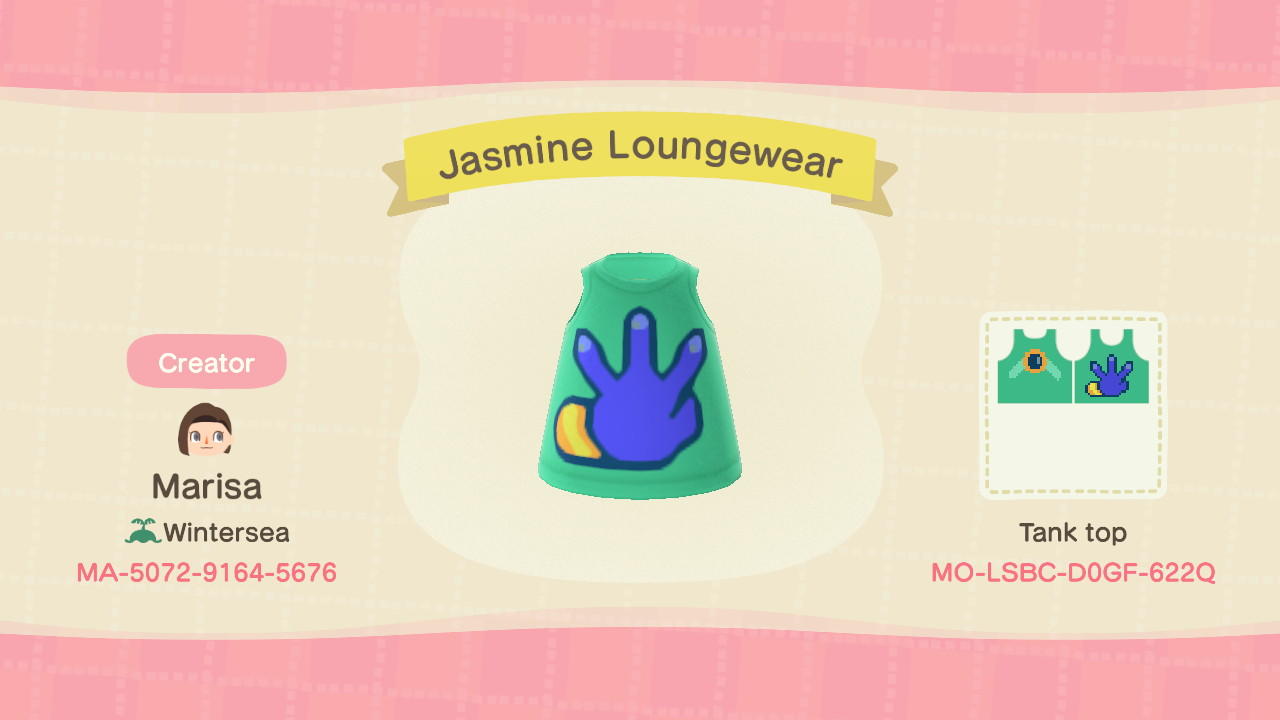 Jasmine Loungewear
Creator
Marisa
Wintersea
MA-5072-9164-5676
Tank top
MO-LSBC-D0GF-622Q